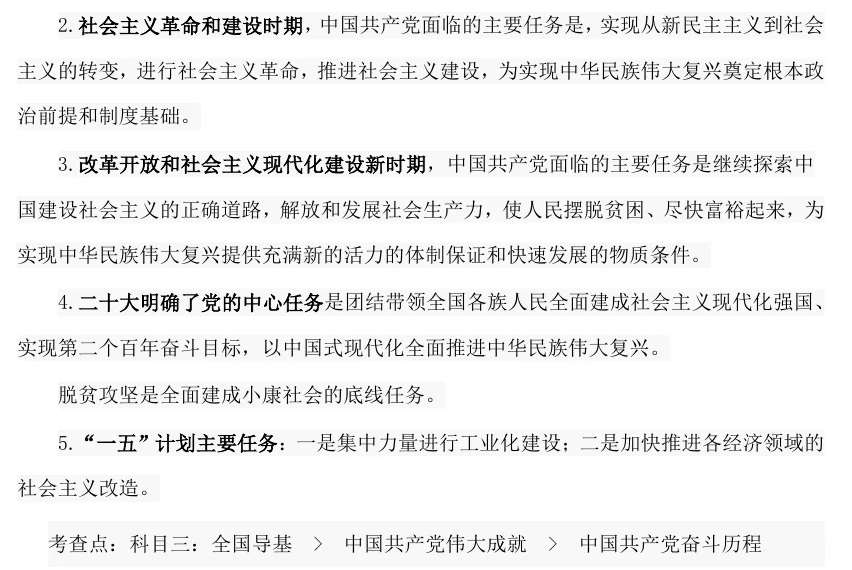 2. 社会主义革命和建设时期，中国共产党面临的主要任务是，实现从新民主主义到社会
主义的转变，进行社会主义革命，推进社会主义建设，为实现中华民族伟大复兴奠定根本政
治前提和制度基础。
3. 改革开放和社会主义现代化建设新时期，中国共产党面临的主要任务是继续探索中
国建设社会主义的正确道路，解放和发展社会生产力，使人民摆脱贫困、尽快富裕起来，为
实现中华民族伟大复兴提供充满新的活力的体制保证和快速发展的物质条件。
4. 二十大明确了党的中心任务是团结带领全国各族人民全面建成社会主义现代化强国、
实现第二个百年奋斗目标，以中国式现代化全面推进中华民族伟大复兴。
脱贫攻坚是全面建成小康社会的底线任务。
5. “一五”计划主要任务：一是集中力量进行工业化建设；二是加快推进各经济领域的
社会主义改造。
考查点：科目三：全国导基 > 中国共产党伟大成就 > 中国共产党奋斗历程